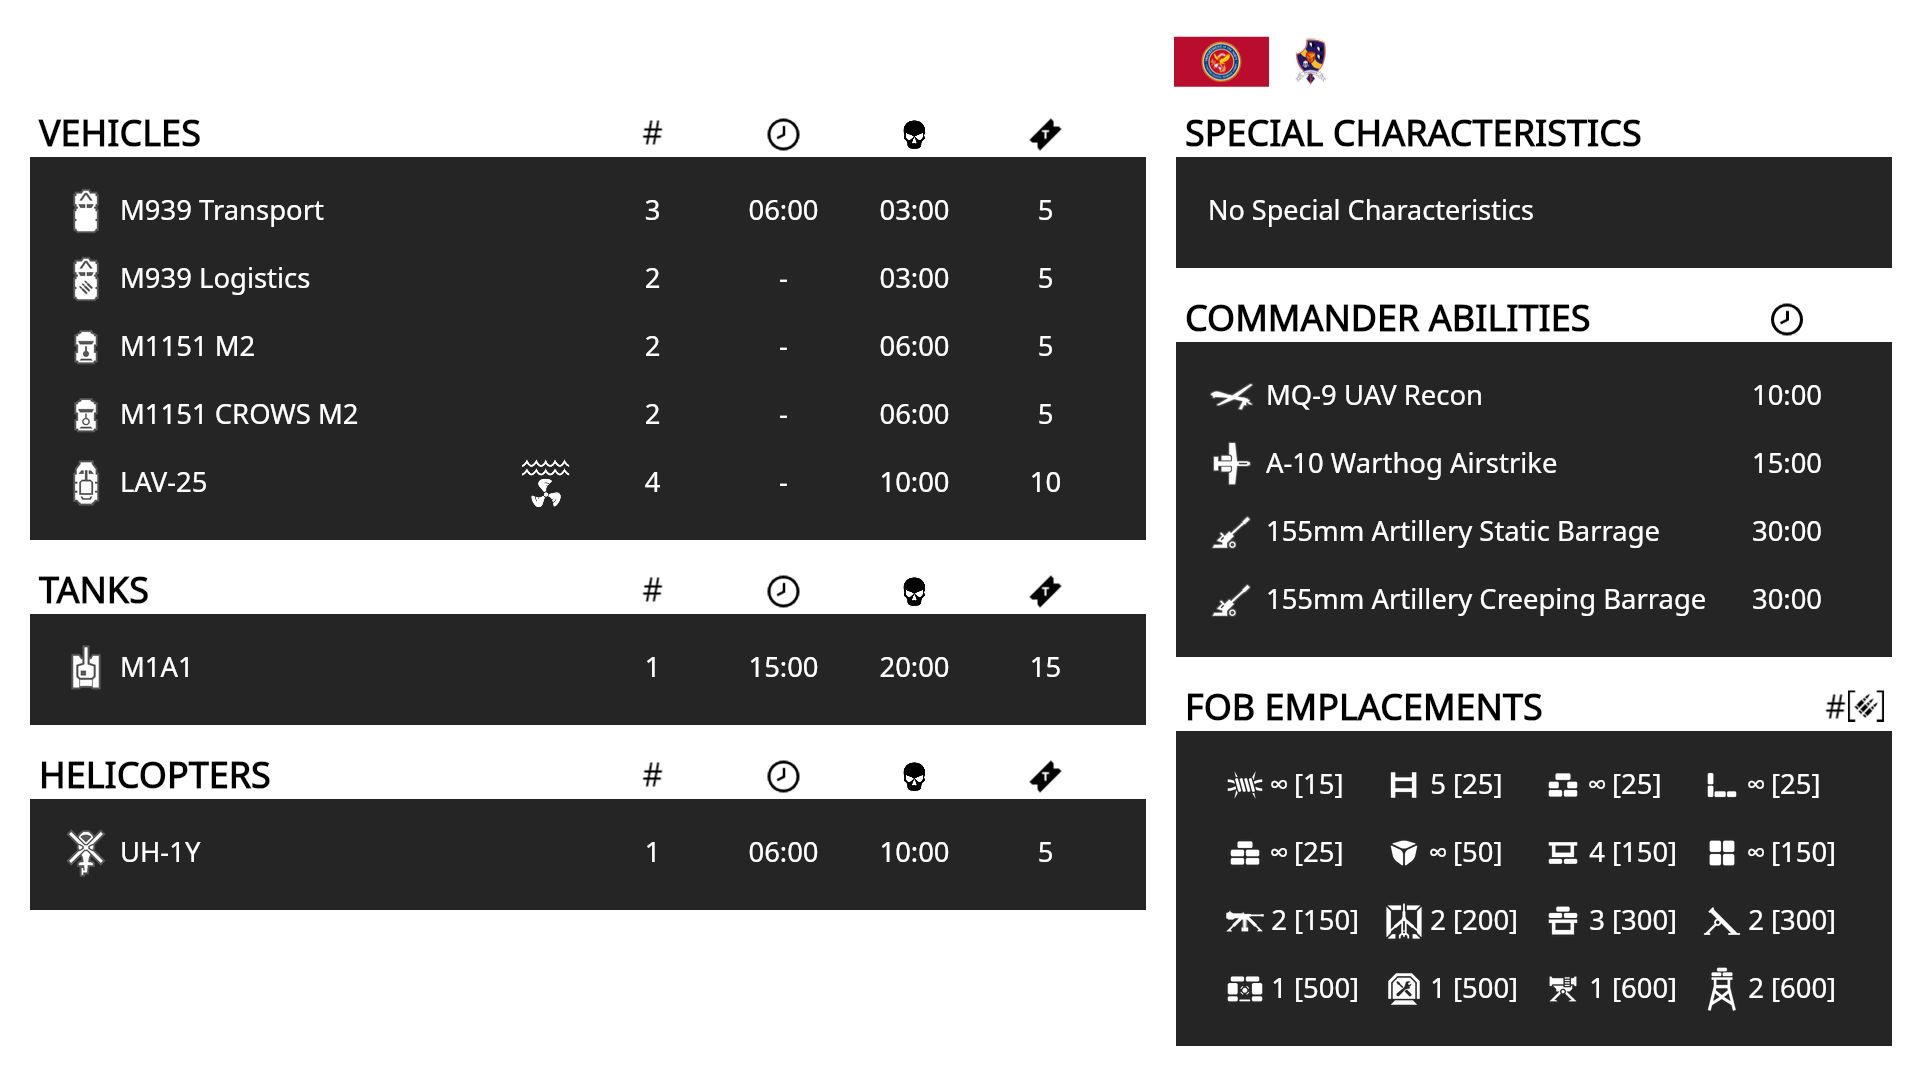 VEHICLES #
M939 Transport 3 06:00 03:00 5
M939 Logistics 2 - 03:00 5
M1151 M2 2 - 06:00 5
M1151 CROWS M2 2 - 06:00 5
LAV-25 4 - 10:00 10
TANKS #
M1A1 1 15:00 20:00 15
HELICOPTERS #
UH-1Y 1 06:00 10:00 5
SPECIAL CHARACTERISTICS
No Special Characteristics
COMMANDER ABILITIES
MQ-9 UAV Recon 10:00
A-10 Warthog Airstrike 15:00
155mm Artillery Static Barrage 30:00
155mm Artillery Creeping Barrage 30:00
FOB EMPLACEMENTS #[]
∞ [15] 5 [25] ∞ [25] ∞ [25]
∞ [25] ∞ [50] 4 [150] ∞ [150]
2 [150] 2 [200] 3 [300] 2 [300]
1 [500] 1 [500] 1 [600] 2 [600]